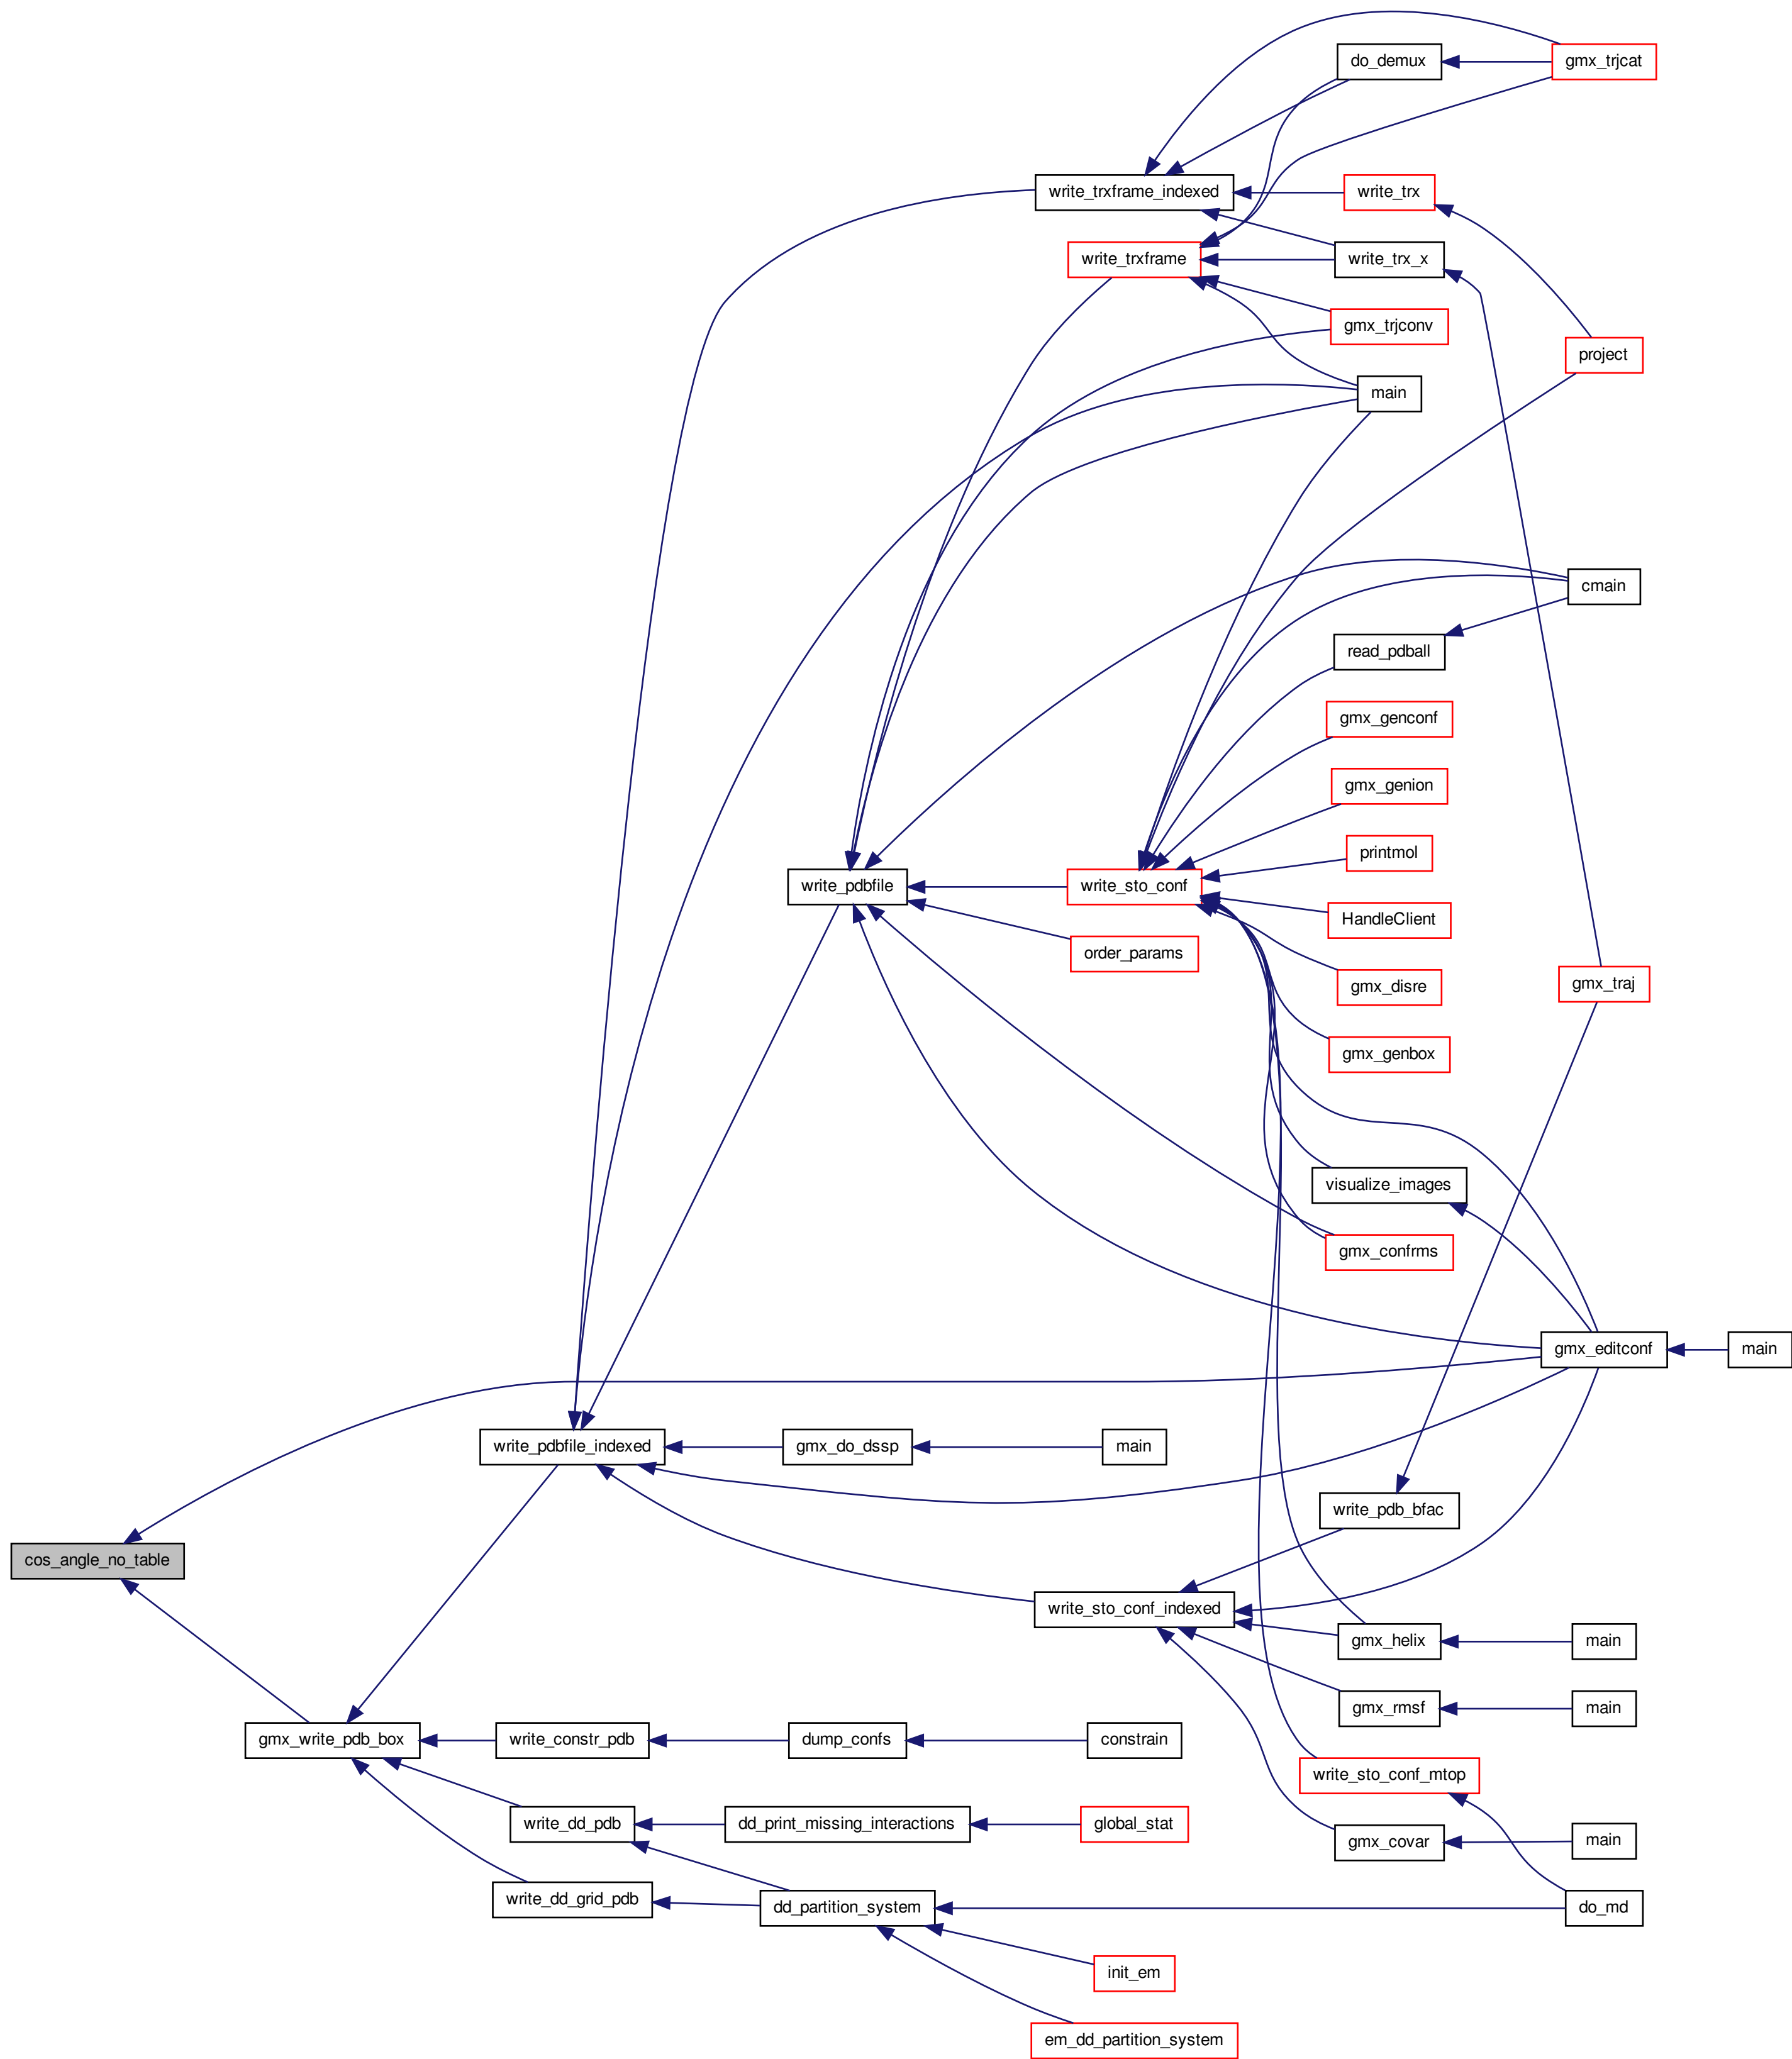 do_demux
gmx_trjcat
write_trxframe_indexed
write_trx
write_trxframe
write_trx_x
gmx_trjconv
project
main
cmain
read_pdball
gmx_genconf
gmx_genion
printmol
write_pdbfile
write_sto_conf
HandleClient
order_params
gmx_disre
gmx_traj
gmx_genbox
visualize_images
gmx_confrms
gmx_editconf
main
write_pdbfile_indexed
gmx_do_dssp
main
write_pdb_bfac
cos_angle_no_table
write_sto_conf_indexed
gmx_helix
main
gmx_rmsf
main
gmx_write_pdb_box
write_constr_pdb
dump_confs
constrain
write_sto_conf_mtop
write_dd_pdb
dd_print_missing_interactions
global_stat
gmx_covar
main
write_dd_grid_pdb
dd_partition_system
do_md
init_em
em_dd_partition_system